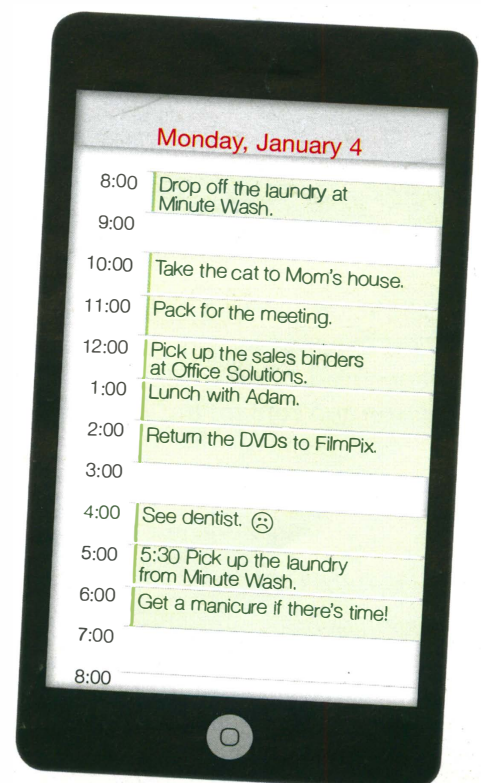 Monday, January 4
8:00 Drop off the laundry at
Minute Wash.
9:00
10:00 Take the cat to Mom's house.
11:00 Pack for the meeting.
12:00 Pick up the sales binders
at Office Solutions.
1:00 Lunch with Adam.
2:00 Return the DVDs to FilmPix.
3:00
4:00 See dentist. ☹
5:00 5:30 Pick up the laundry
from Minute Wash.
6:00 Get a manicure if there's time!
7:00
8:00